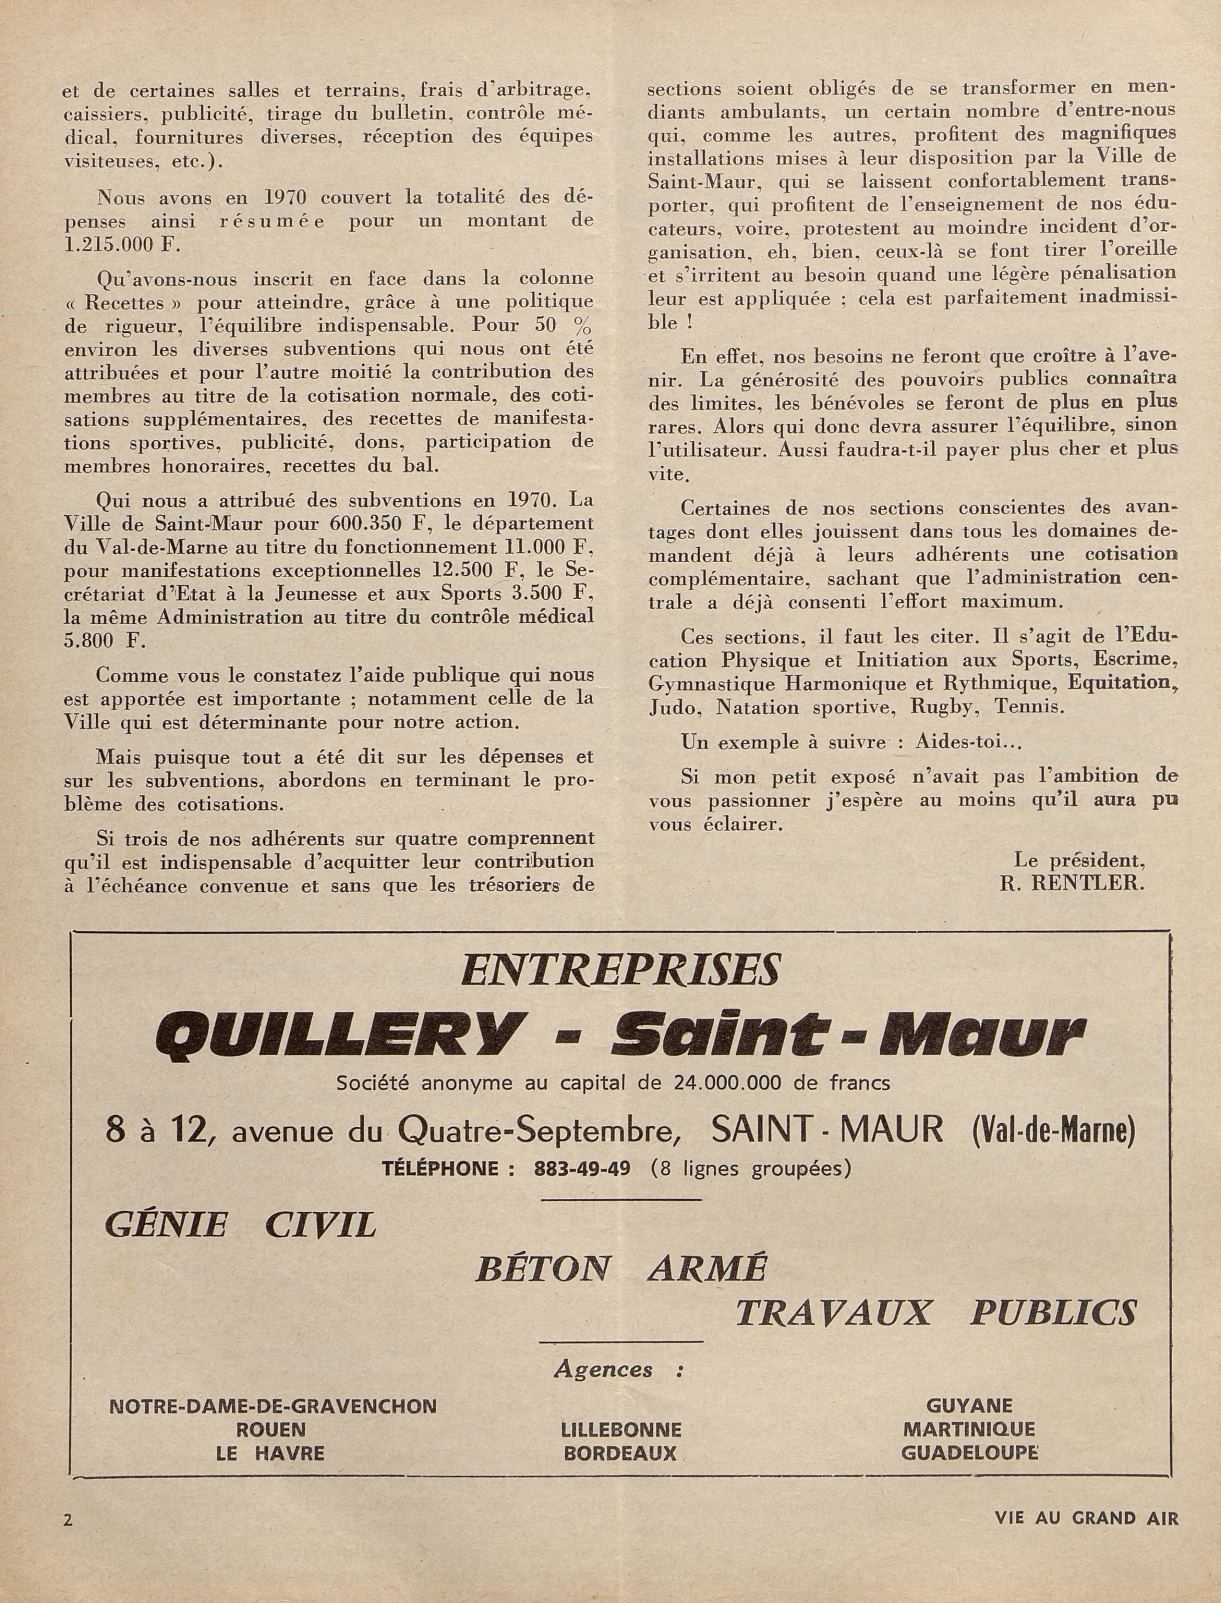 et de certaines salles et terrains, frais d'arbitrage,
caissiers, publicité, tirage du bulletin, contrôle mé-
dical, fournitures diverses, réception des équipes
visiteuses, etc.).
Nous avons en 1970 couvert la totalité des dé-
penses ainsi résumée pour un montant de
1.215.000 F.
Qu'avons-nous inscrit en face dans la colonne
« Recettes » pour atteindre, grâce à une politique
de rigueur, l'équilibre indispensable. Pour 50 %
environ les diverses subventions qui nous ont été
attribuées et pour l'autre moitié la contribution des
membres au titre de la cotisation normale, des coti-
sations supplémentaires, des recettes de manifesta-
tions sportives, publicité, dons, participation de
membres honoraires, recettes du bal.
Qui nous a attribué des subventions en 1970. La
Ville de Saint-Maur pour 600.350 F, le département
du Val-de-Marne au titre du fonctionnement 11.000 F,
pour manifestations exceptionnelles 12.500 F, le Se-
crétariat d'Etat à la Jeunesse et aux Sports 3.500 F,
la même Administration au titre du contrôle médical
5.800 F.
Comme vous le constatez l'aide publique qui nous
est apportée est importante ; notamment celle de la
Ville qui est déterminante pour notre action.
Mais puisque tout a été dit sur les dépenses et
sur les subventions, abordons en terminant le pro-
blème des cotisations.
Si trois de nos adhérents sur quatre comprennent
qu'il est indispensable d'acquitter leur contribution
à l'échéance convenue et sans que les trésoriers de
sections soient obligés de se transformer en men-
diants ambulants, un certain nombre d'entre-nous
qui, comme les autres, profitent des magnifiques
installations mises à leur disposition par la Ville de
Saint-Maur, qui se laissent confortablement trans-
porter, qui profitent de l'enseignement de nos édu-
cateurs, voire, protestent au moindre incident d'or-
ganisation, eh, bien, ceux-là se font tirer l'oreille
et s'irritent au besoin quand une légère pénalisation
leur est appliquée ; cela est parfaitement inadmissi-
ble !
En effet, nos besoins ne feront que croître à l'ave-
nir. La générosité des pouvoirs publics connaîtra
des limites, les bénévoles se feront de plus en plus
rares. Alors qui donc devra assurer l'équilibre, sinon
l'utilisateur. Aussi faudra-t-il payer plus cher et plus
vite.
Certaines de nos sections conscientes des avan-
tages dont elles jouissent dans tous les domaines de-
mandent déjà à leurs adhérents une cotisation
complémentaire, sachant que l'administration cen-
trale a déjà consenti l'effort maximum.
Ces sections, il faut les citer. Il s'agit de l'Edu-
cation Physique et Initiation aux Sports, Escrime,
Gymnastique Harmonique et Rythmique, Equitation,
Judo, Natation sportive, Rugby, Tennis.
Un exemple à suivre : Aides-toi...
Si mon petit exposé n'avait pas l'ambition de
vous passionner j'espère au moins qu'il aura pu
vous éclairer.
Le président,
R. RENTLER.
ENTREPRISES
QUILLERY - Saint-Maur
Société anonyme au capital de 24.000.000 de francs
8 à 12, avenue du Quatre-Septembre, SAINT-MAUR (Val-de-Marne)
TÉLÉPHONE : 883-49-49 (8 lignes groupées)
GÉNIE CIVIL
BÉTON ARMÉ
TRAVAUX PUBLICS
Agences :
NOTRE-DAME-DE-GRAVENCHON
ROUEN
LE HAVRE
LILLEBONNE
BORDEAUX
GUYANE
MARTINIQUE
GUADELOUPE
2
VIE AU GRAND AIR